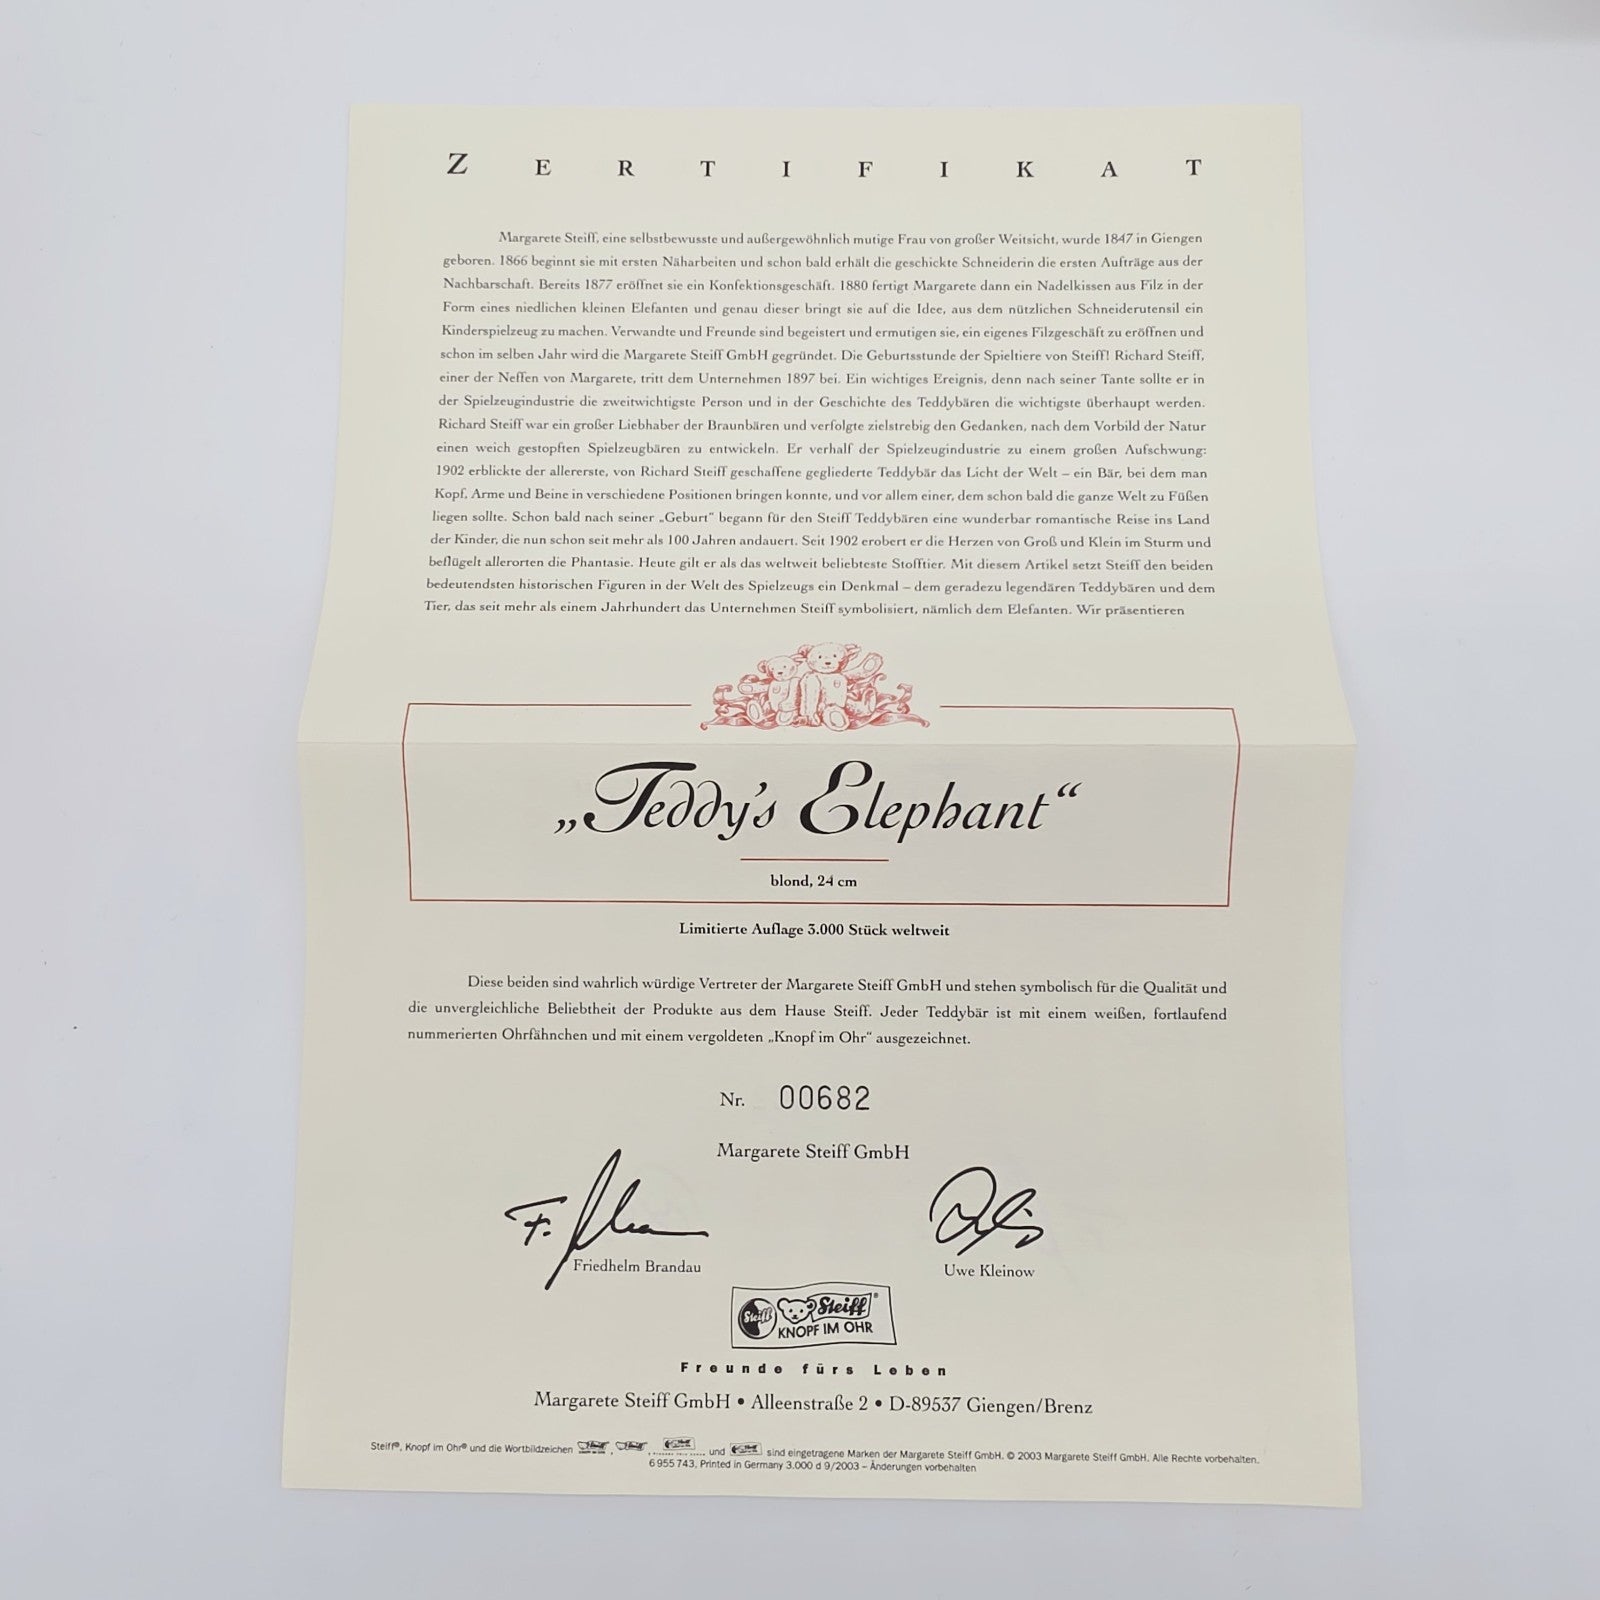 ZERTIFIKAT
Margarete Steiff, eine selbstbewusste und außergewöhnlich mutige Frau von großer Weitsicht, wurde 1847 in Giengen
geboren. 1866 beginnt sie mit ersten Näharbeiten und schon bald erhält die geschickte Schneiderin die ersten Aufträge aus der
Nachbarschaft. Bereits 1877 eröffnet sie ein Konfektionsgeschäft. 1880 fertigt Margarete dann ein Nadelkissen aus Filz in der
Form eines niedlichen kleinen Elefanten und genau dieser bringt sie auf die Idee, aus dem nützlichen Schneiderutensil ein
Kinderspielzeug zu machen. Verwandte und Freunde sind begeistert und ermutigen sie, ein eigenes Filzgeschäft zu eröffnen und
schon im selben Jahr wird die Margarete Steiff GmbH gegründet. Die Geburtsstunde der Spieltiere von Steiff! Richard Steiff,
einer der Neffen von Margarete, tritt dem Unternehmen 1897 bei. Ein wichtiges Ereignis, denn nach seiner Tante sollte er in
der Spielzeugindustrie die zweitwichtigste Person und in der Geschichte des Teddybären die wichtigste überhaupt werden.
Richard Steiff war ein großer Liebhaber der Braunbären und verfolgte zielstrebig den Gedanken, nach dem Vorbild der Natur
einen weich gestopften Spielzeugbären zu entwickeln. Er verhalf der Spielzeugindustrie zu einem großen Aufschwung:
1902 erblickte der allererste, von Richard Steiff geschaffene gegliederte Teddybär das Licht der Welt – ein Bär, bei dem man
Kopf, Arme und Beine in verschiedene Positionen bringen konnte, und vor allem einer, dem schon bald die ganze Welt zu Füßen
liegen sollte. Schon bald nach seiner „Geburt“ begann für den Steiff Teddybären eine wunderbar romantische Reise ins Land
der Kinder, die nun schon seit mehr als 100 Jahren andauert. Seit 1902 erobert er die Herzen von Groß und Klein im Sturm und
beflügelt allerorten die Phantasie. Heute gilt er als das weltweit beliebteste Stofftier. Mit diesem Artikel setzt Steiff den beiden
bedeutendsten historischen Figuren in der Welt des Spielzeugs ein Denkmal – dem geradezu legendären Teddybären und dem
Tier, das seit mehr als einem Jahrhundert das Unternehmen Steiff symbolisiert, nämlich dem Elefanten. Wir präsentieren
„Teddy's Elephant“
blond, 24 cm
Limitierte Auflage 3.000 Stück weltweit
Diese beiden sind wahrlich würdige Vertreter der Margarete Steiff GmbH und stehen symbolisch für die Qualität und
die unvergleichliche Beliebtheit der Produkte aus dem Hause Steiff. Jeder Teddybär ist mit einem weißen, fortlaufend
nummerierten Ohrfähnchen und mit einem vergoldeten „Knopf im Ohr“ ausgezeichnet.
Nr. 00682
Margarete Steiff GmbH
Friedhelm Brandau
Uwe Kleinow
Steiff Steiff®
KNOPF IM OHR
Freunde fürs Leben
Margarete Steiff GmbH • Alleenstraße 2 • D-89537 Giengen/Brenz
Steiff®, Knopf im Ohr® und die Wortbildzeichen , , und sind eingetragene Marken der Margarete Steiff GmbH. © 2003 Margarete Steiff GmbH. Alle Rechte vorbehalten.
6 955 743, Printed in Germany 3.000 d 9/2003 – Änderungen vorbehalten